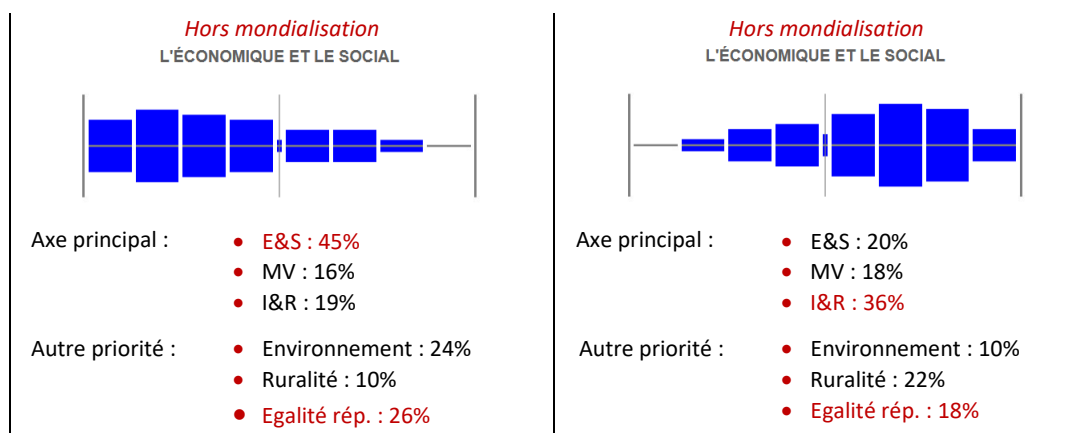 Hors mondialisation
L'ÉCONOMIQUE ET LE SOCIAL
Axe principal :
• E&S : 45%
• MV : 16%
• I&R : 19%
Autre priorité :
• Environnement : 24%
• Ruralité : 10%
• Egalité rép. : 26%
Hors mondialisation
L'ÉCONOMIQUE ET LE SOCIAL
Axe principal :
• E&S : 20%
• MV : 18%
• I&R : 36%
Autre priorité :
• Environnement : 10%
• Ruralité : 22%
• Egalité rép. : 18%